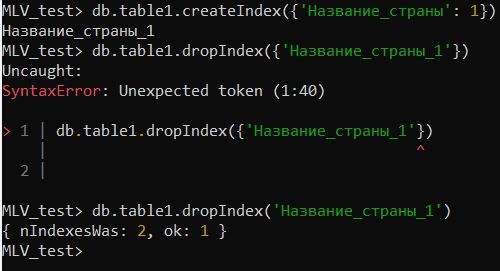 MLV_test> db.table1.createIndex({'Название_страны': 1})
Название_страны_1
MLV_test> db.table1.dropIndex({'Название_страны_1'})
Uncaught:
SyntaxError: Unexpected token (1:40)
> 1 | db.table1.dropIndex({'Название_страны_1'})
| ^
2 |
MLV_test> db.table1.dropIndex('Название_страны_1')
{ nIndexesWas: 2, ok: 1 }
MLV_test>